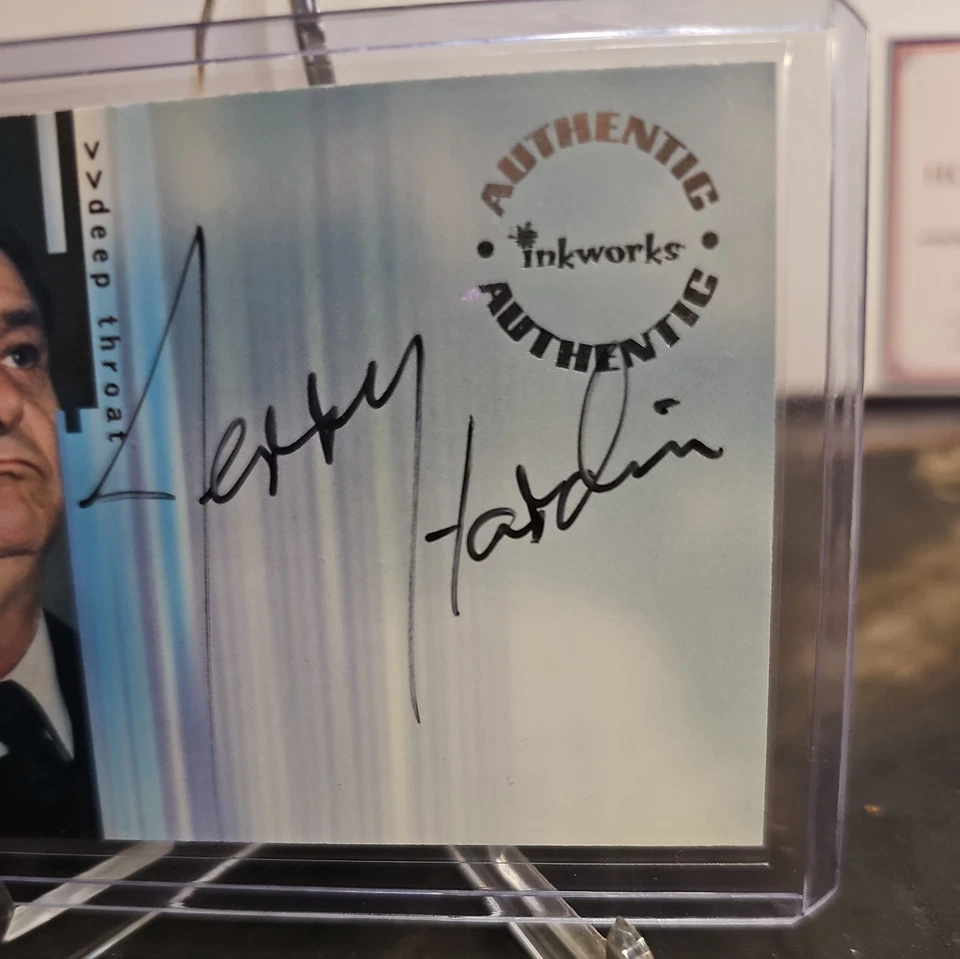 >>deep throat
AUTHENTIC
inkworks
AUTHENTIC
Jerry
Hardin